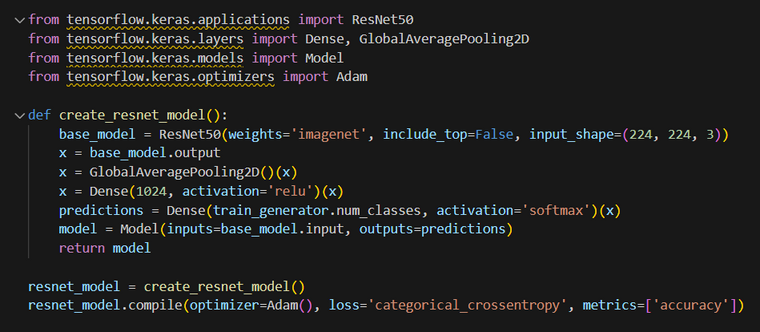 from tensorflow.keras.applications import ResNet50
from tensorflow.keras.layers import Dense, GlobalAveragePooling2D
from tensorflow.keras.models import Model
from tensorflow.keras.optimizers import Adam

def create_resnet_model():
    base_model = ResNet50(weights='imagenet', include_top=False, input_shape=(224, 224, 3))
    x = base_model.output
    x = GlobalAveragePooling2D()(x)
    x = Dense(1024, activation='relu')(x)
    predictions = Dense(train_generator.num_classes, activation='softmax')(x)
    model = Model(inputs=base_model.input, outputs=predictions)
    return model

resnet_model = create_resnet_model()
resnet_model.compile(optimizer=Adam(), loss='categorical_crossentropy', metrics=['accuracy'])